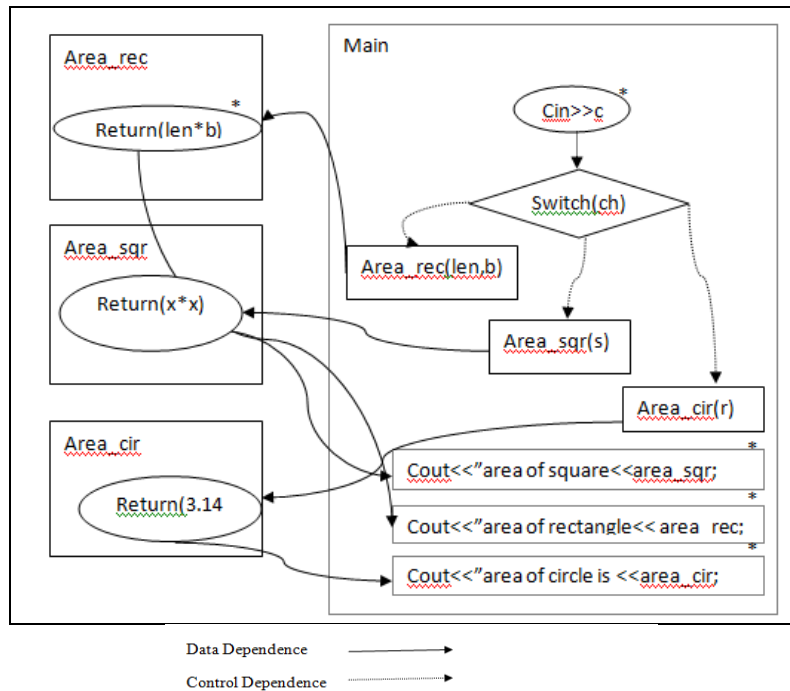 Area_rec
Return(len*b)
*
Area_sqr
Return(x*x)
Area_cir
Return(3.14
Main
*
Cin>>c
Switch(ch)
Area_rec(len,b)
Area_sqr(s)
Area_cir(r)
*
Cout<<”area of square<<area_sqr;
*
Cout<<”area of rectangle<< area_rec;
*
Cout<<”area of circle is <<area_cir;
Data Dependence
Control Dependence